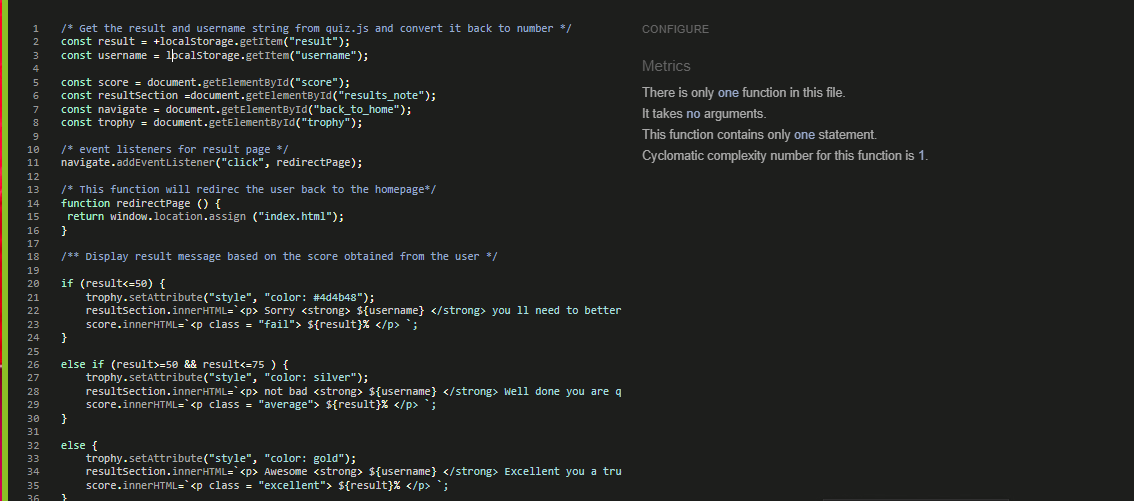 CONFIGURE
1 /* Get the result and username string from quiz.js and convert it back to number */
2 const result = +localStorage.getItem("result");
3 const username = localStorage.getItem("username");
4
5 const score = document.getElementById("score");
6 const resultSection =document.getElementById("results_note");
7 const navigate = document.getElementById("back_to_home");
8 const trophy = document.getElementById("trophy");
9
10 /* event listeners for result page */
11 navigate.addEventListener("click", redirectPage);
12
13 /* This function will redirec the user back to the homepage*/
14 function redirectPage () {
15 return window.location.assign ("index.html");
16 }
17
18 /** Display result message based on the score obtained from the user */
19
20 if (result<=50) {
21 trophy.setAttribute("style", "color: #4d4b48");
22 resultSection.innerHTML=`<p> Sorry <strong> ${username} </strong> you ll need to better
23 score.innerHTML=`<p class = "fail"> ${result}% </p> `;
24 }
25
26 else if (result>=50 && result<=75 ) {
27 trophy.setAttribute("style", "color: silver");
28 resultSection.innerHTML=`<p> not bad <strong> ${username} </strong> Well done you are q
29 score.innerHTML=`<p class = "average"> ${result}% </p> `;
30 }
31
32 else {
33 trophy.setAttribute("style", "color: gold");
34 resultSection.innerHTML=`<p> Awesome <strong> ${username} </strong> Excellent you a tru
35 score.innerHTML=`<p class = "excellent"> ${result}% </p> `;
36 }
Metrics
There is only one function in this file.
It takes no arguments.
This function contains only one statement.
Cyclomatic complexity number for this function is 1.